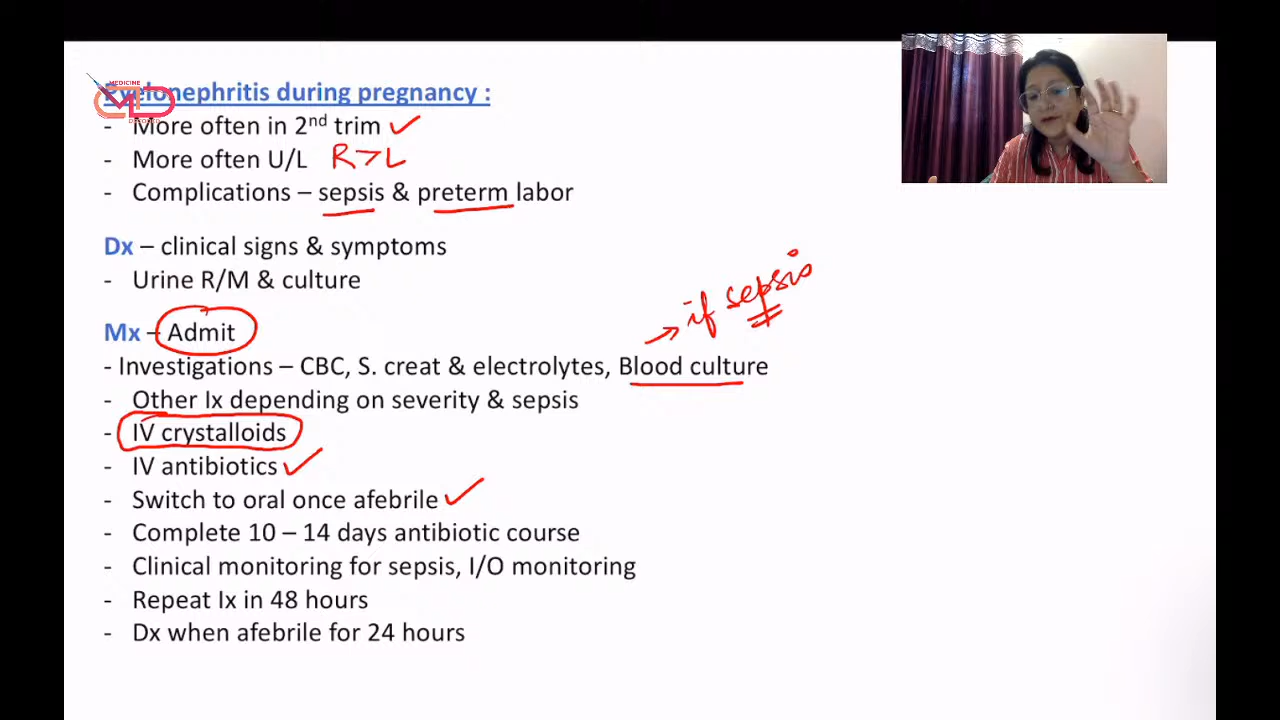 Pyelonephritis during pregnancy :
MEDICINE
DECODED
- More often in 2nd trim ✓
- More often U/L R > L
- Complications – sepsis & preterm labor
Dx – clinical signs & symptoms
- Urine R/M & culture
→ if sepsis
Mx – Admit
- Investigations – CBC, S. creat & electrolytes, Blood culture
- Other Ix depending on severity & sepsis
- IV crystalloids
- IV antibiotics ✓
- Switch to oral once afebrile ✓
- Complete 10 – 14 days antibiotic course
- Clinical monitoring for sepsis, I/O monitoring
- Repeat Ix in 48 hours
- Dx when afebrile for 24 hours